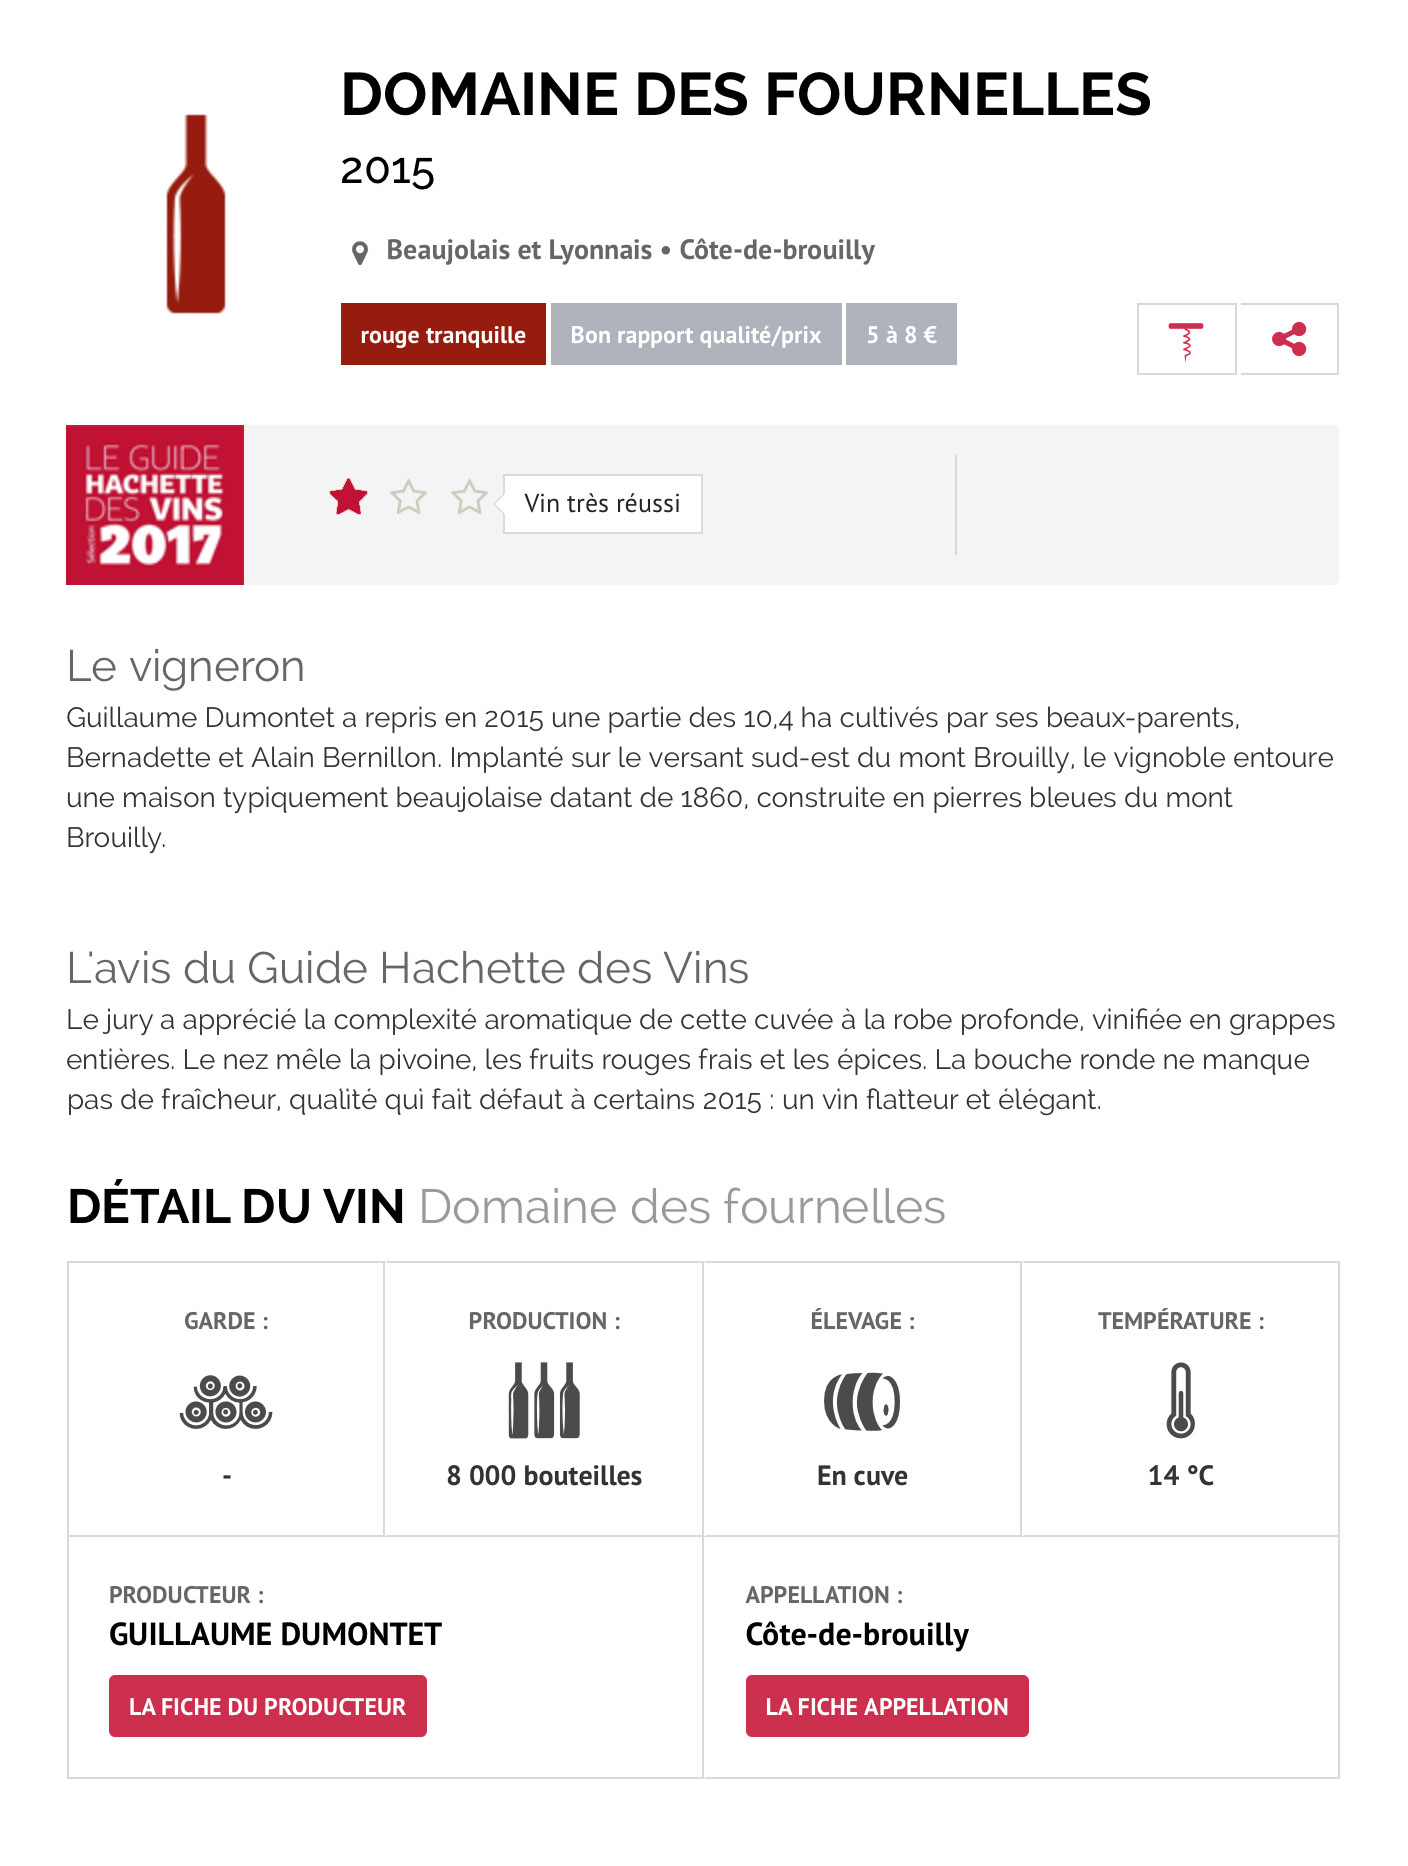 DOMAINE DES FOURNELLES
2015
Beaujolais et Lyonnais • Côte-de-brouilly
rouge tranquille
Bon rapport qualité/prix
5 à 8 €
LE GUIDE
HACHETTE
DES VINS
Sélection
2017
Vin très réussi
Le vigneron
Guillaume Dumontet a repris en 2015 une partie des 10,4 ha cultivés par ses beaux-parents,
Bernadette et Alain Bernillon. Implanté sur le versant sud-est du mont Brouilly, le vignoble entoure
une maison typiquement beaujolaise datant de 1860, construite en pierres bleues du mont
Brouilly.
L'avis du Guide Hachette des Vins
Le jury a apprécié la complexité aromatique de cette cuvée à la robe profonde, vinifiée en grappes
entières. Le nez mêle la pivoine, les fruits rouges frais et les épices. La bouche ronde ne manque
pas de fraîcheur, qualité qui fait défaut à certains 2015 : un vin flatteur et élégant.
DÉTAIL DU VIN Domaine des fournelles
GARDE :
-
PRODUCTION :
8 000 bouteilles
ÉLEVAGE :
En cuve
TEMPÉRATURE :
14 °C
PRODUCTEUR :
GUILLAUME DUMONTET
LA FICHE DU PRODUCTEUR
APPELLATION :
Côte-de-brouilly
LA FICHE APPELLATION